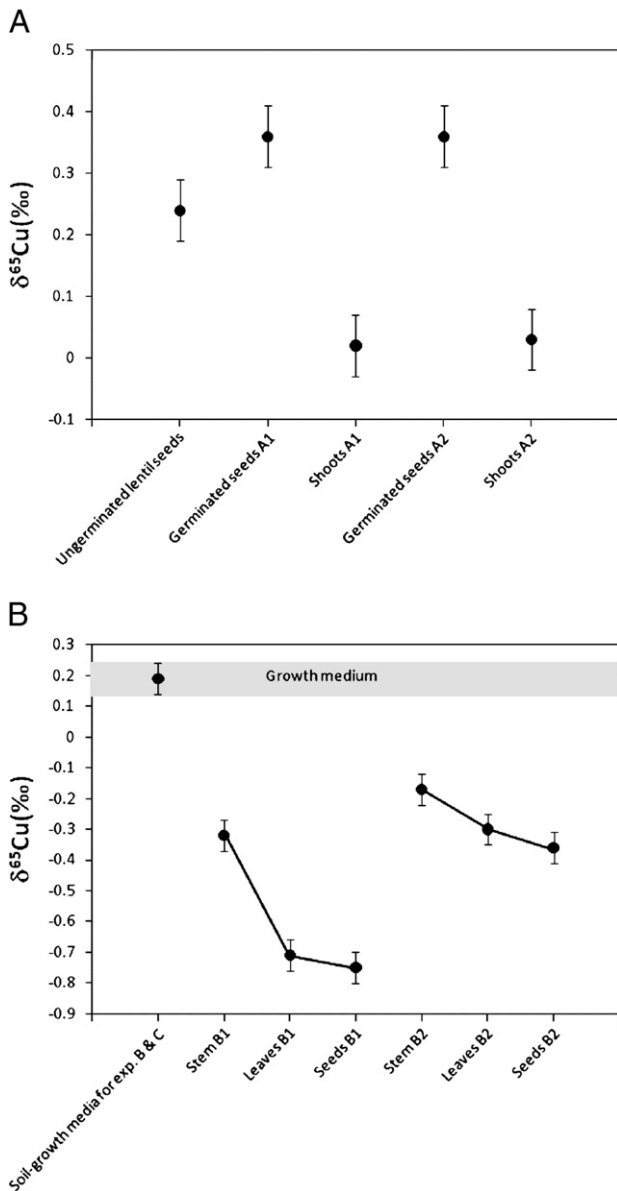 A
0.5
0.4
0.3
0.2
0.1
0
-0.1
δ⁶⁵Cu(‰)
Ungerminated lentil seeds
Germinated seeds A1
Shoots A1
Germinated seeds A2
Shoots A2
B
0.3
0.2
0.1
0
-0.1
-0.2
-0.3
-0.4
-0.5
-0.6
-0.7
-0.8
-0.9
δ⁶⁵Cu(‰)
Growth medium
Soil-growth media for exp. B & C
Stem B1
Leaves B1
Seeds B1
Stem B2
Leaves B2
Seeds B2